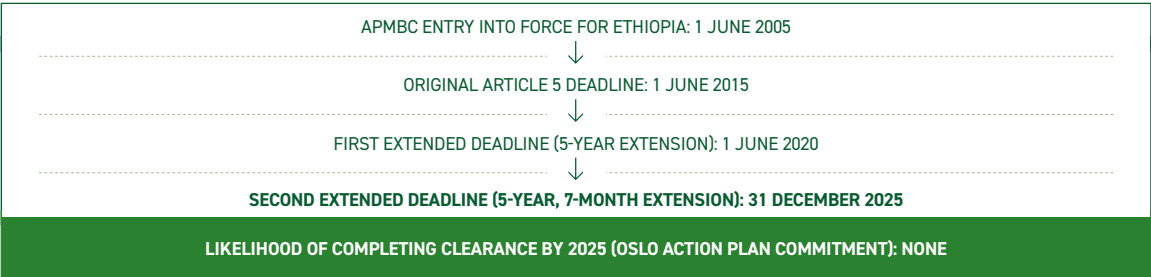 APMBC ENTRY INTO FORCE FOR ETHIOPIA: 1 JUNE 2005
ORIGINAL ARTICLE 5 DEADLINE: 1 JUNE 2015
FIRST EXTENDED DEADLINE (5-YEAR EXTENSION): 1 JUNE 2020
SECOND EXTENDED DEADLINE (5-YEAR, 7-MONTH EXTENSION): 31 DECEMBER 2025
LIKELIHOOD OF COMPLETING CLEARANCE BY 2025 (OSLO ACTION PLAN COMMITMENT): NONE